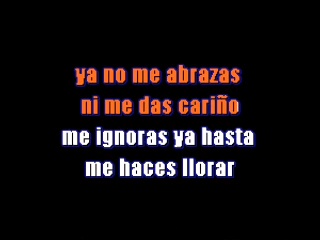 ya no me abrazas
ni me das cariño
me ignoras ya hasta
me haces llorar